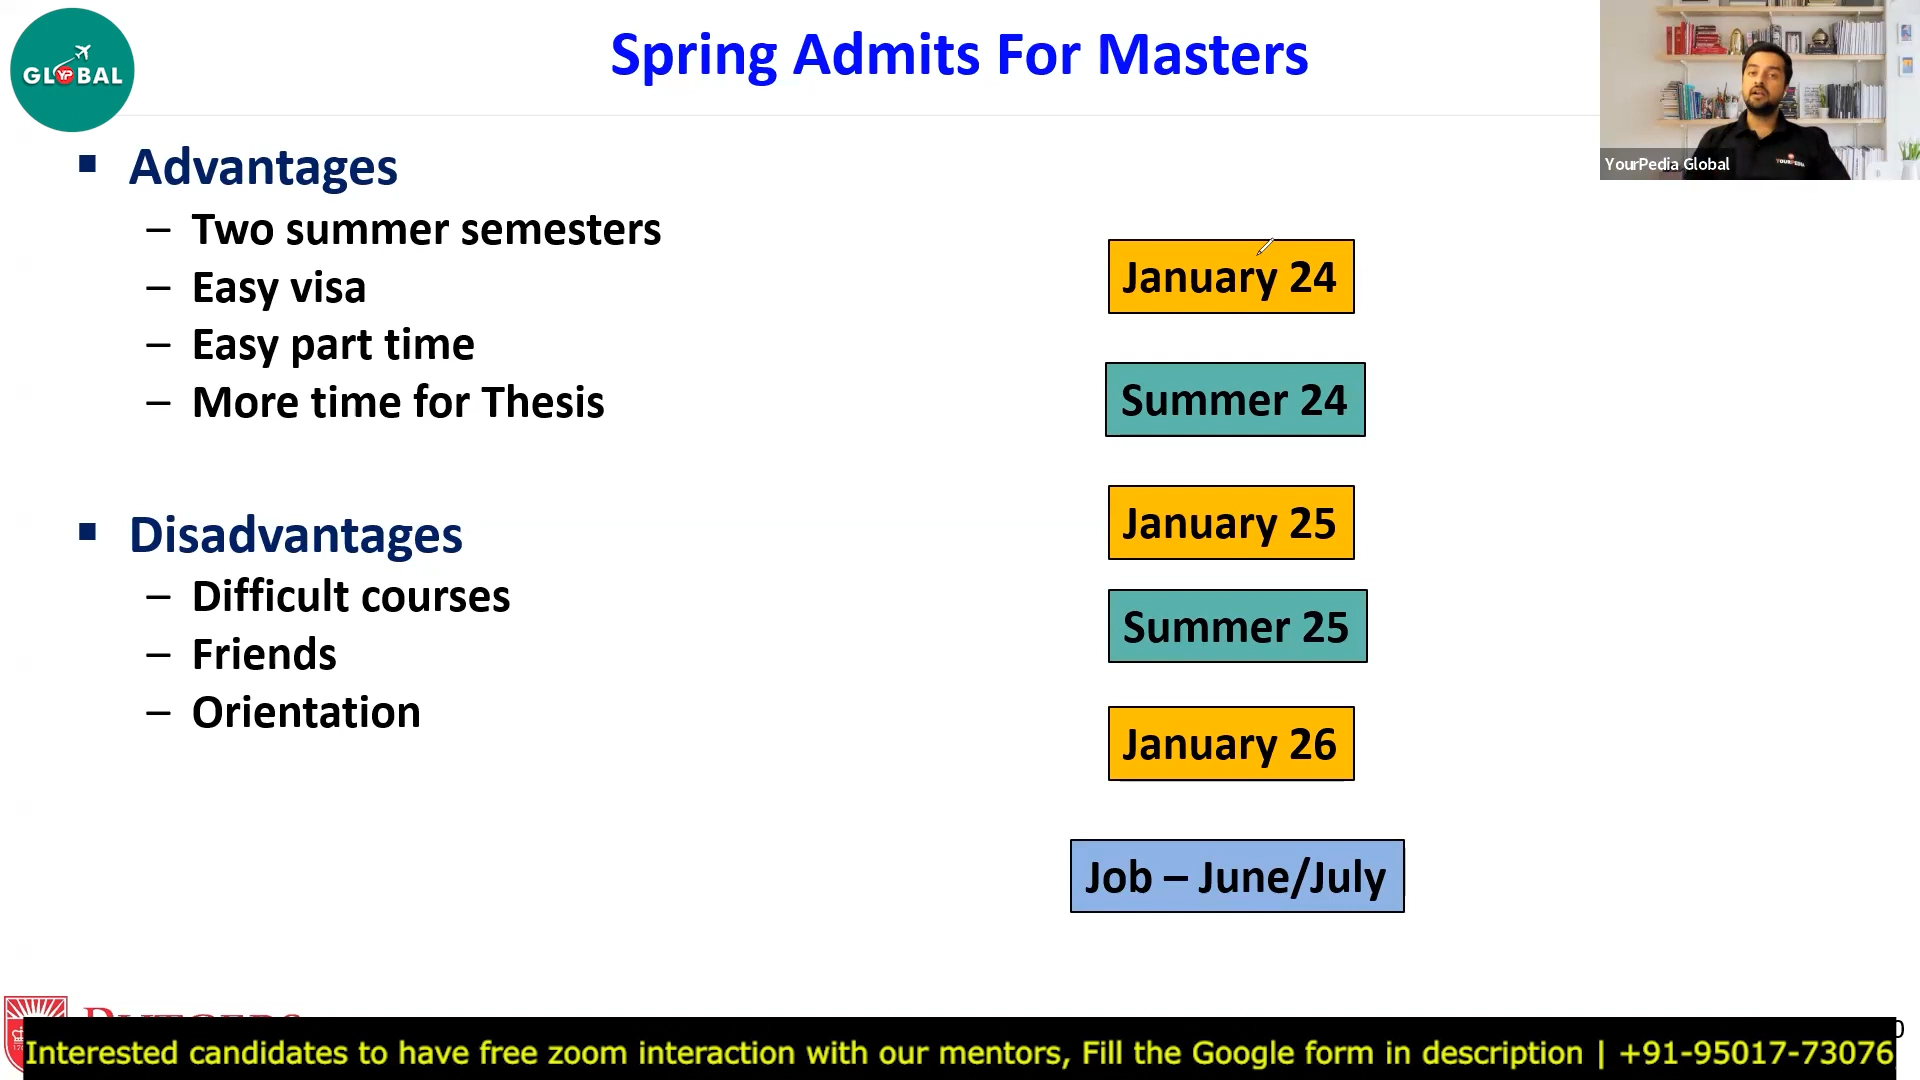 GLOBAL
YP
Spring Admits For Masters
YourPedia Global
Advantages
– Two summer semesters
– Easy visa
– Easy part time
– More time for Thesis
Disadvantages
– Difficult courses
– Friends
– Orientation
January 24
Summer 24
January 25
Summer 25
January 26
Job – June/July
RUTGERS
Interested candidates to have free zoom interaction with our mentors, Fill the Google form in description | +91-95017-73076